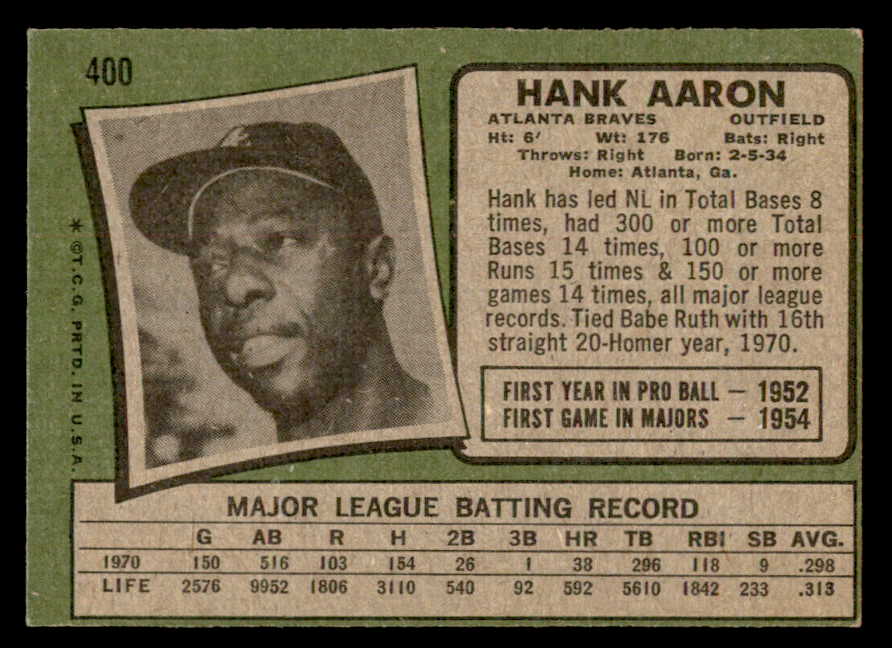 400
HANK AARON
ATLANTA BRAVES OUTFIELD
Ht: 6' Wt: 176 Bats: Right
Throws: Right Born: 2-5-34
Home: Atlanta, Ga.
Hank has led NL in Total Bases 8
times, had 300 or more Total
Bases 14 times, 100 or more
Runs 15 times & 150 or more
games 14 times, all major league
records. Tied Babe Ruth with 16th
straight 20-Homer year, 1970.
FIRST YEAR IN PRO BALL — 1952
FIRST GAME IN MAJORS — 1954
* © T.C.G. PRTD. IN U.S.A.
MAJOR LEAGUE BATTING RECORD
G AB R H 2B 3B HR TB RBI SB AVG.
1970 150 516 103 154 26 1 38 296 118 9 .298
LIFE 2576 9952 1806 3110 540 92 592 5610 1842 233 .313